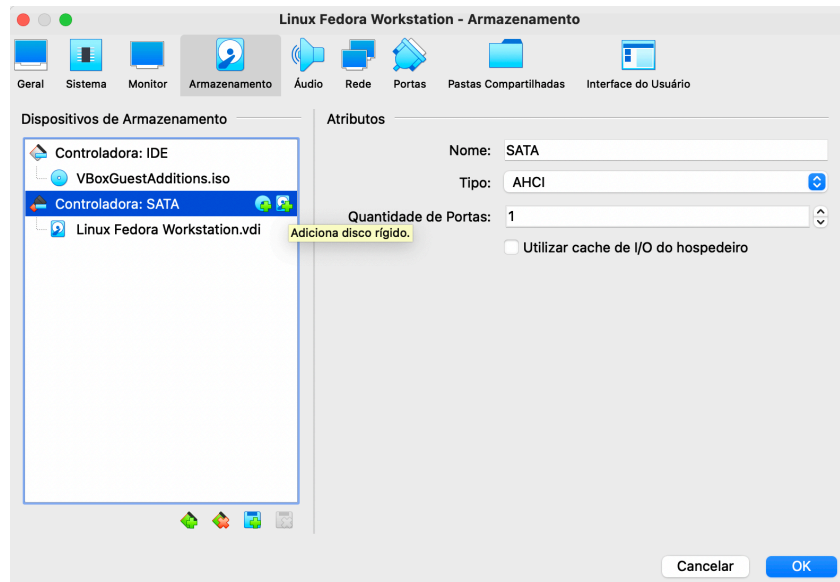 Linux Fedora Workstation - Armazenamento
Geral Sistema Monitor Armazenamento Áudio Rede Portas Pastas Compartilhadas Interface do Usuário
Dispositivos de Armazenamento
Controladora: IDE
VBoxGuestAdditions.iso
Controladora: SATA
Linux Fedora Workstation.vdi
Adiciona disco rígido.
Atributos
Nome: SATA
Tipo: AHCI
Quantidade de Portas: 1
Utilizar cache de I/O do hospedeiro
Cancelar OK